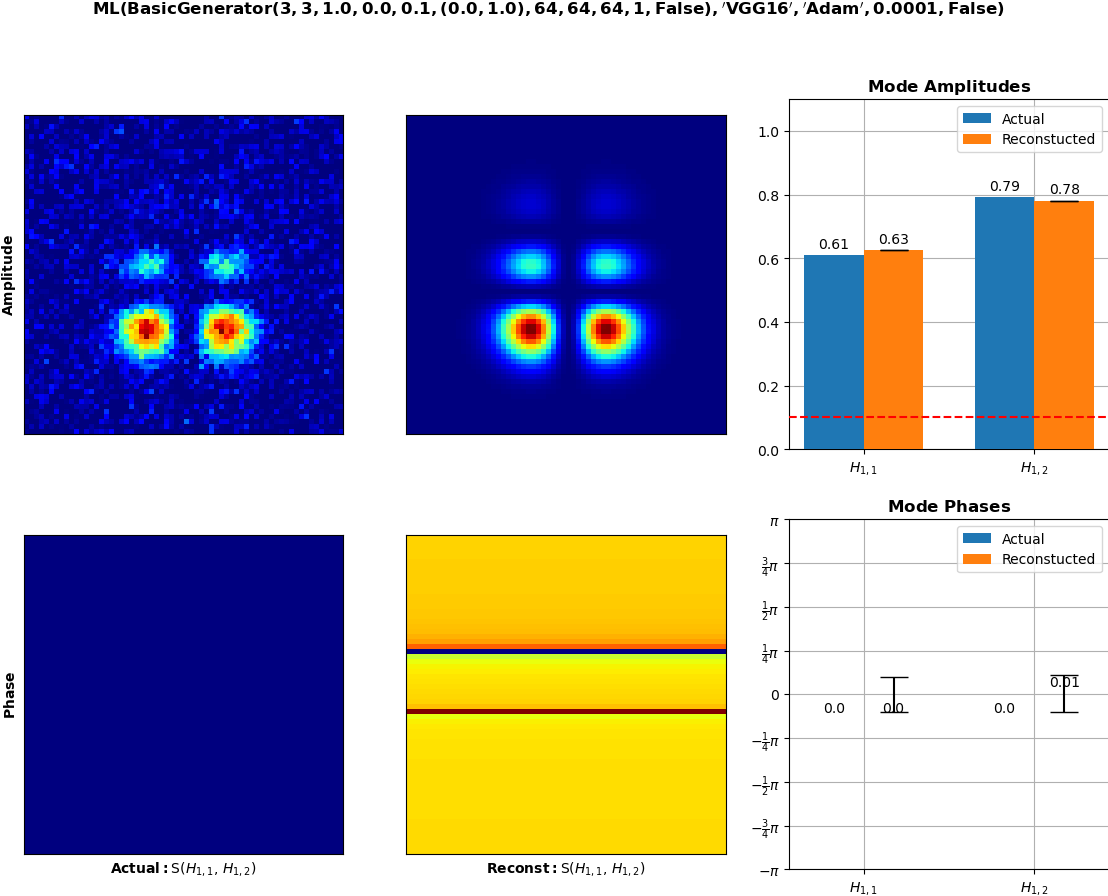 ML(BasicGenerator(3, 3, 1.0, 0.0, 0.1, (0.0, 1.0), 64, 64, 64, 1, False), ′VGG16′, ′Adam′, 0.0001, False)
Amplitude
Mode Amplitudes
Actual
Reconstucted
1.0
0.8
0.6
0.4
0.2
0.0
0.61
0.63
0.79
0.78
H1, 1
H1, 2
Phase
Actual: S(H1, 1, H1, 2)
Reconst: S(H1, 1, H1, 2)
Mode Phases
Actual
Reconstucted
π
3/4π
1/2π
1/4π
0
−1/4π
−1/2π
−3/4π
−π
0.0
0.0
0.0
0.01
H1, 1
H1, 2